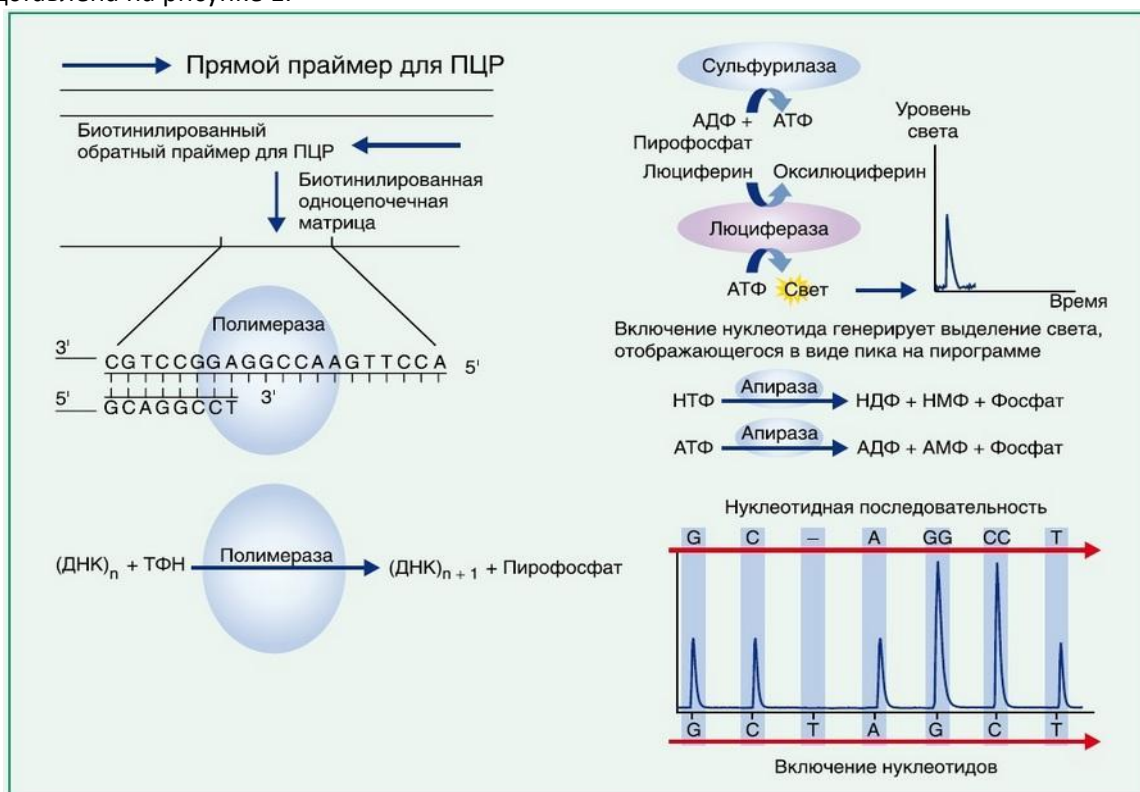 Прямой праймер для ПЦР
Биотинилированный
обратный праймер для ПЦР
Биотинилированная
одноцепочечная
матрица
Полимераза
3'
CGTCCGGAGGCCAAGTTCCA
5'
5'
GCAGGCCT
3'
(ДНК)n + ТФН
Полимераза
(ДНК)n + 1 + Пирофосфат
Сульфурилаза
АДФ + АТФ
Пирофосфат
Люциферин Оксилюциферин
Люцифераза
АТФ Свет
Уровень
света
Время
Включение нуклеотида генерирует выделение света,
отображающегося в виде пика на пирограмме
НТФ Апираза НДФ + НМФ + Фосфат
АТФ Апираза АДФ + АМФ + Фосфат
Нуклеотидная последовательность
G C – A GG CC T
G C T A G C T
Включение нуклеотидов